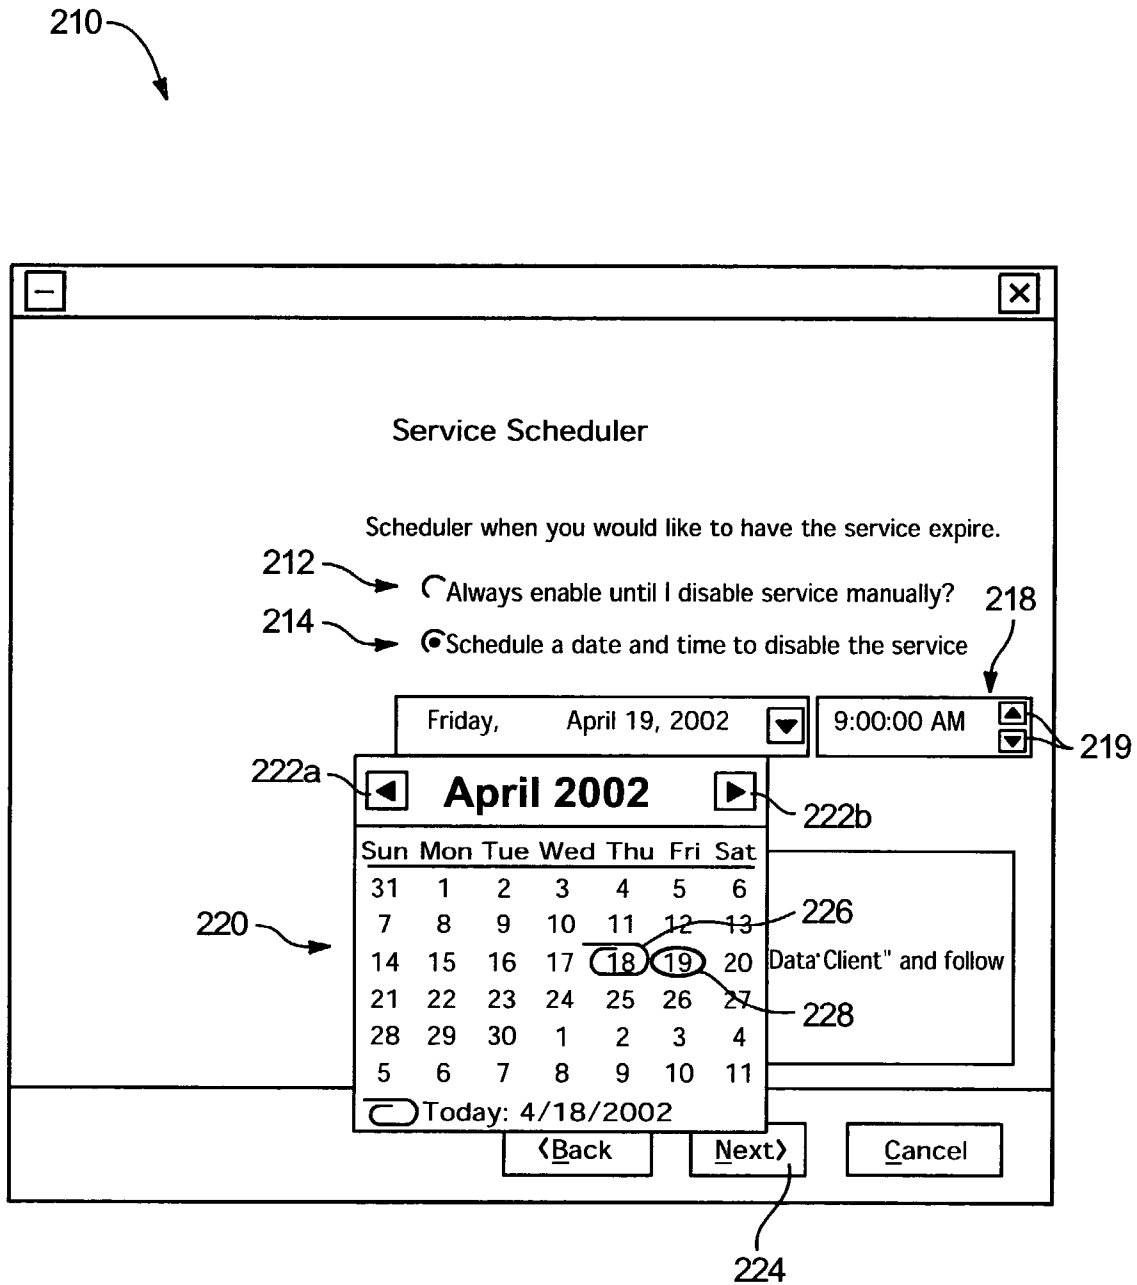 210
Service Scheduler
Scheduler when you would like to have the service expire.
212
Always enable until I disable service manually?
218
214
Schedule a date and time to disable the service
Friday, April 19, 2002
9:00:00 AM
219
222a
April 2002
222b
Sun Mon Tue Wed Thu Fri Sat
31 1 2 3 4 5 6
7 8 9 10 11 12 13
226
220
14 15 16 17 18 19 20
Data Client" and follow
21 22 23 24 25 26 27
228
28 29 30 1 2 3 4
5 6 7 8 9 10 11
Today: 4/18/2002
<Back
Next>
Cancel
224